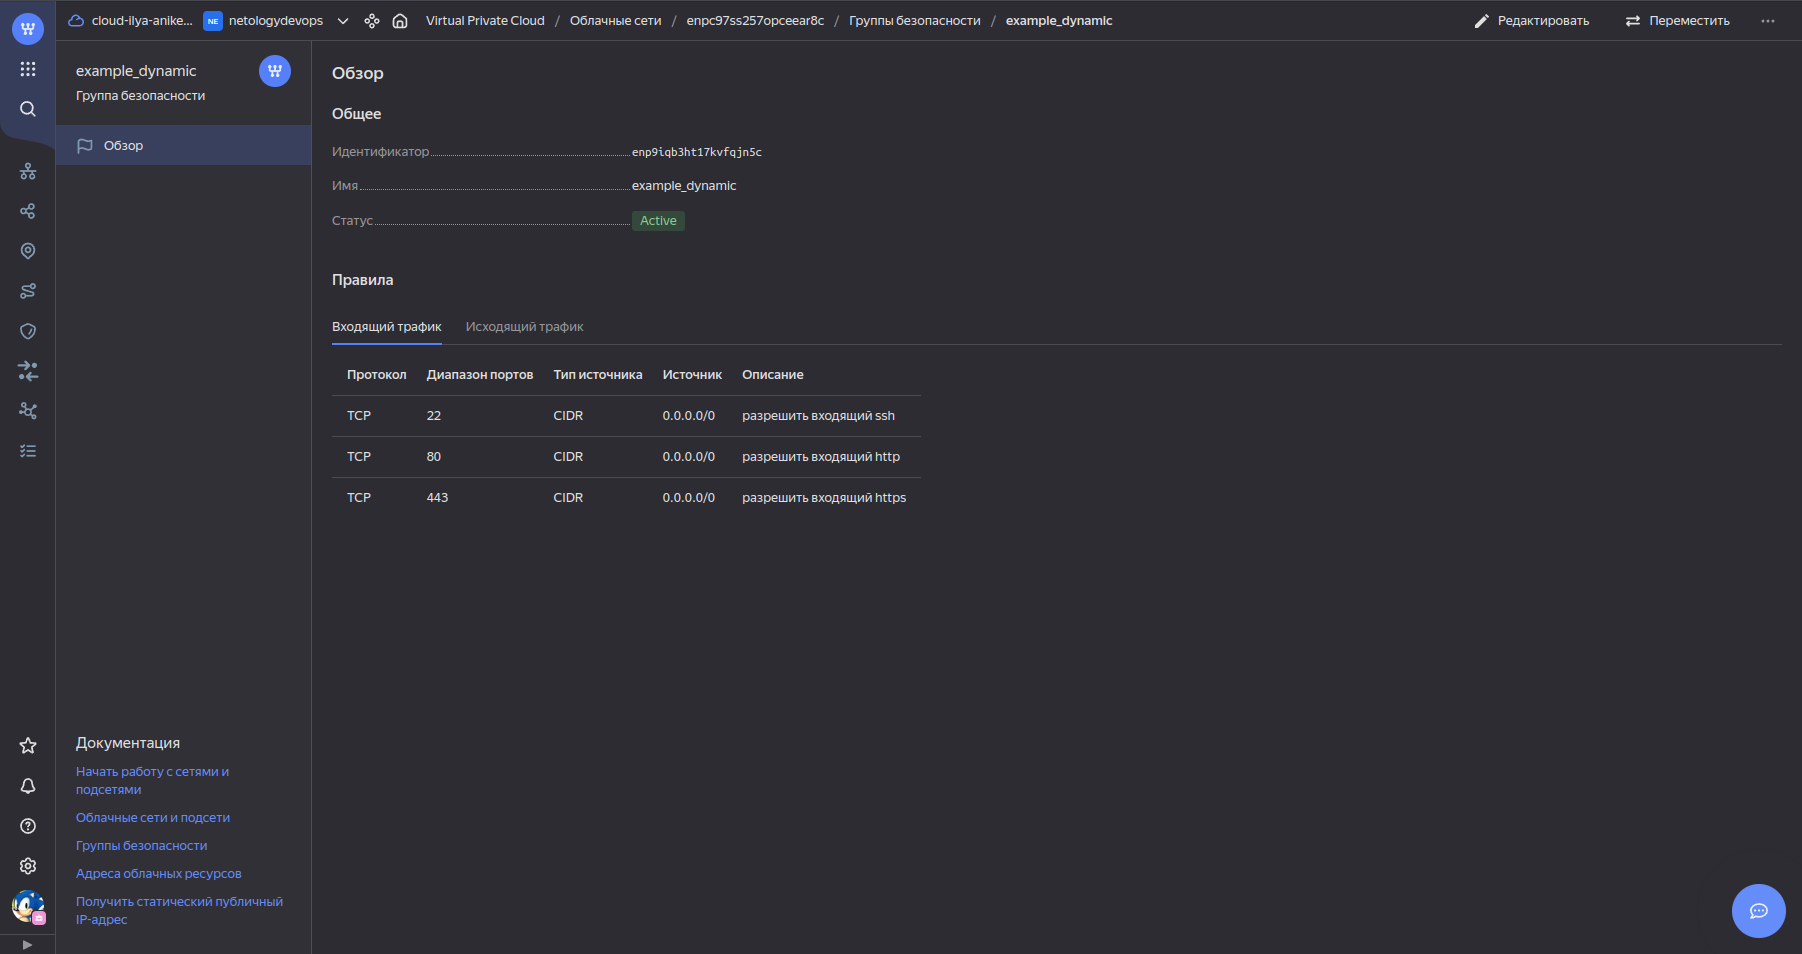 cloud-ilya-anike... NE netologydevops Virtual Private Cloud / Облачные сети / enpc97ss257opceear8c / Группы безопасности / example_dynamic Редактировать Переместить
example_dynamic
Группа безопасности
Обзор
Обзор
Общее
Идентификатор enp9iqb3ht17kvfqjn5c
Имя example_dynamic
Статус Active
Правила
Входящий трафик Исходящий трафик
Протокол Диапазон портов Тип источника Источник Описание
TCP 22 CIDR 0.0.0.0/0 разрешить входящий ssh
TCP 80 CIDR 0.0.0.0/0 разрешить входящий http
TCP 443 CIDR 0.0.0.0/0 разрешить входящий https
Документация
Начать работу с сетями и
подсетями
Облачные сети и подсети
Группы безопасности
Адреса облачных ресурсов
Получить статический публичный
IP-адрес